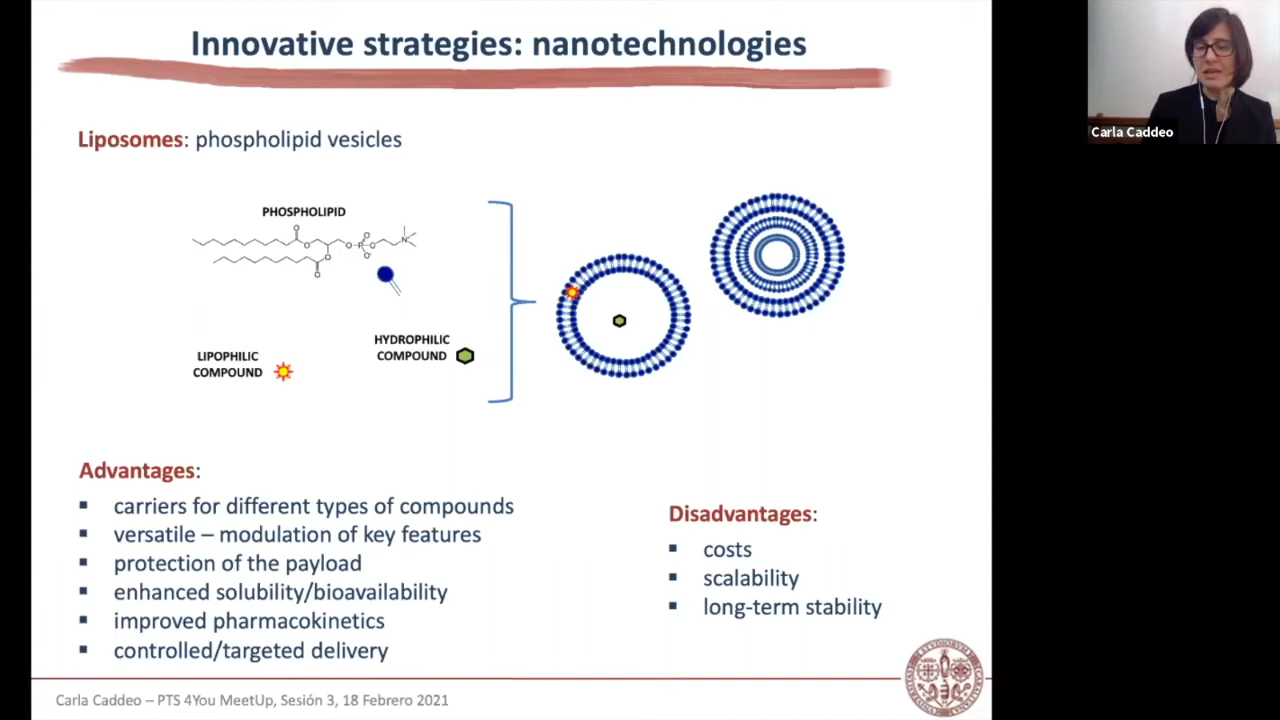 Innovative strategies: nanotechnologies
Carla Caddeo
Liposomes: phospholipid vesicles
PHOSPHOLIPID
O
O
O
O
O
P
O
O
O-
N+
LIPOPHILIC
COMPOUND
HYDROPHILIC
COMPOUND
Advantages:
▪ carriers for different types of compounds
▪ versatile – modulation of key features
▪ protection of the payload
▪ enhanced solubility/bioavailability
▪ improved pharmacokinetics
▪ controlled/targeted delivery
Disadvantages:
▪ costs
▪ scalability
▪ long-term stability
Carla Caddeo – PTS 4You MeetUp, Sesión 3, 18 Febrero 2021